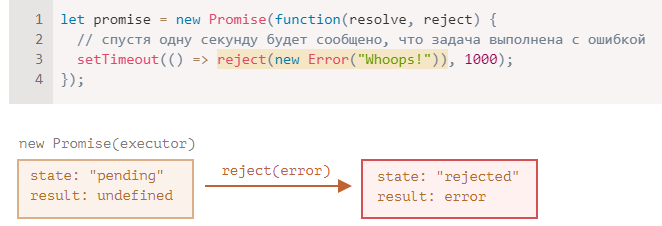 1 let promise = new Promise(function(resolve, reject) {
2 // спустя одну секунду будет сообщено, что задача выполнена с ошибкой
3 setTimeout(() => reject(new Error("Whoops!")), 1000);
4 });
new Promise(executor)
state: "pending"
result: undefined
reject(error)
state: "rejected"
result: error